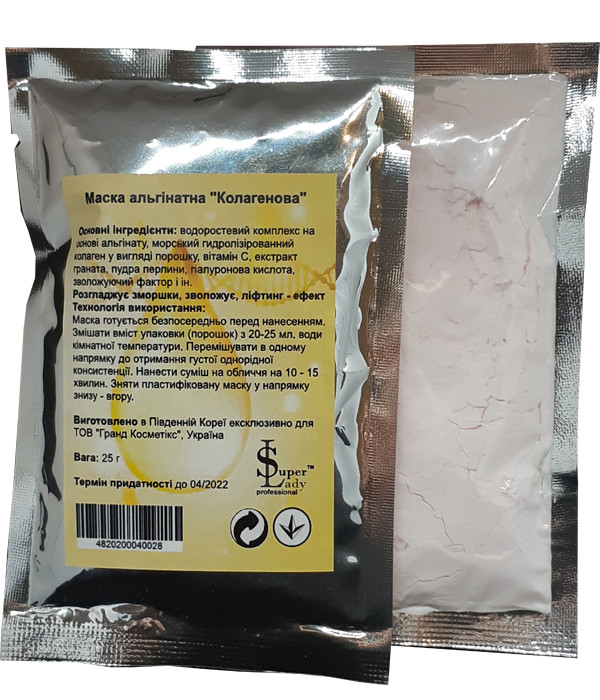 Маска альгінатна "Колагенова"
Основні інгредієнти: водоростевий комплекс на
основі альгінату, морський гидролізірований
колаген у вигляді порошку, вітамін С, екстракт
граната, пудра перлини, гіалуронова кислота,
зволожуючий фактор і ін.
Розгладжує зморшки, зволожує, ліфтинг - ефект
Технологія використання:
Маска готується безпосередньо перед нанесенням.
Змішати вміст упаковки (порошок) з 20-25 мл. води
кімнатної температури. Перемішувати в одному
напрямку до отримання густої однорідної
консистенції. Нанести суміш на обличчя на 10 - 15
хвилин. Зняти пластифіковану маску у напрямку
знизу - вгору.
Виготовлено в Південній Кореї ексклюзивно для
ТОВ "Гранд Косметікс", Україна
Вага: 25 г
Термін придатності до 04/2022
Super Lady™
professional
4820200040028